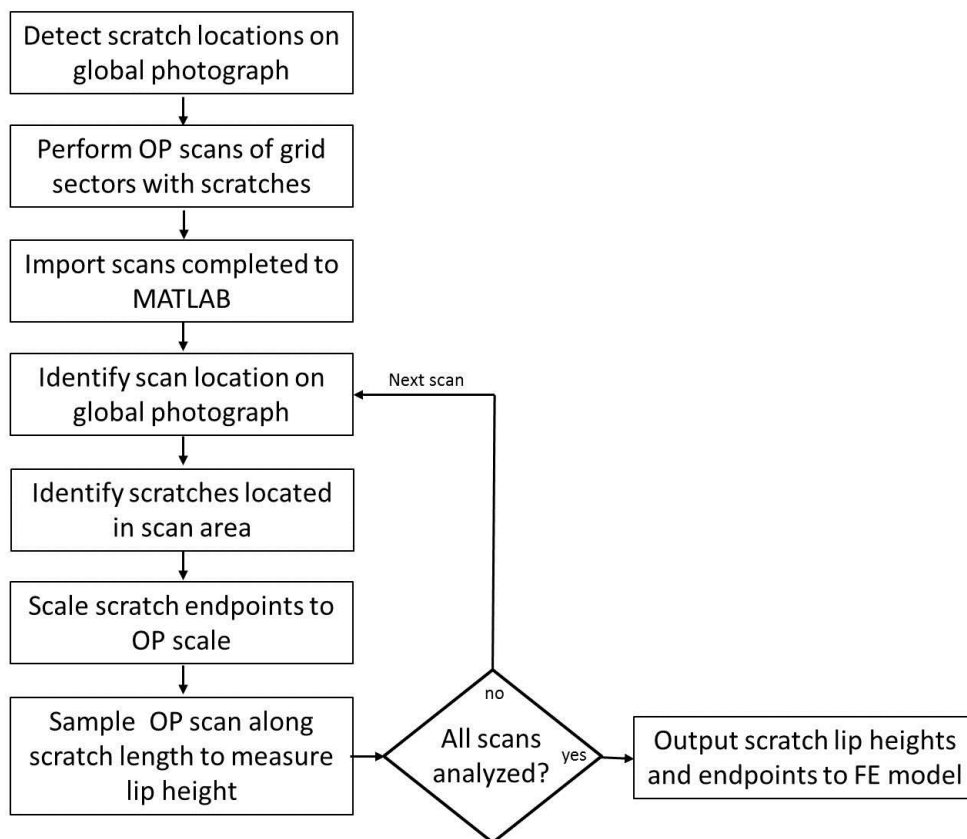 Detect scratch locations on
global photograph
Perform OP scans of grid
sectors with scratches
Import scans completed to
MATLAB
Identify scan location on
global photograph
Next scan
Identify scratches located
in scan area
Scale scratch endpoints to
OP scale
Sample OP scan along
scratch length to measure
lip height
no
All scans
analyzed?
yes
Output scratch lip heights
and endpoints to FE model